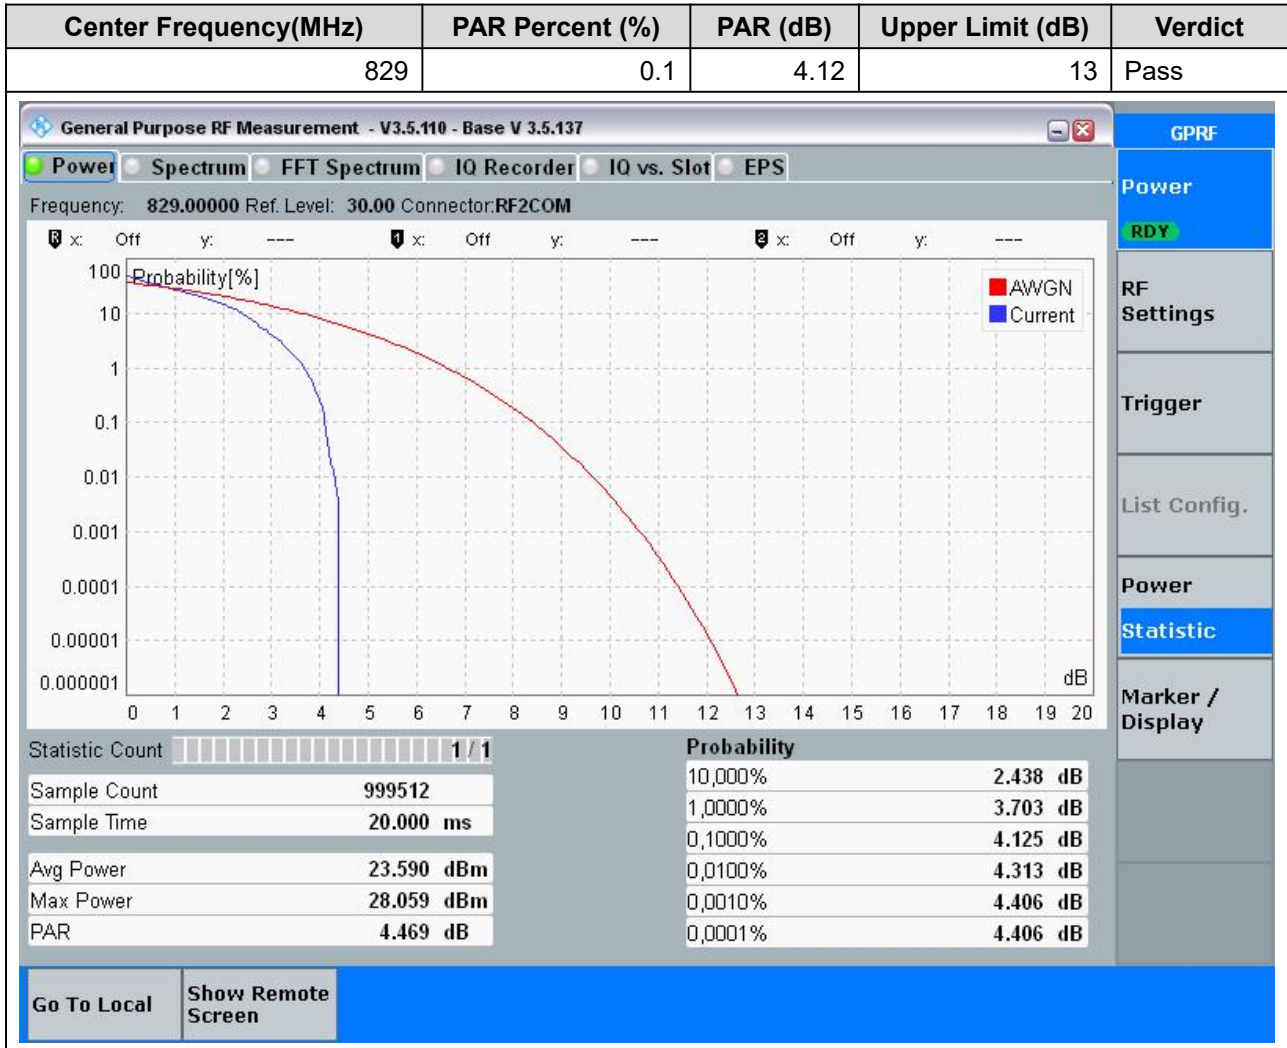 Center Frequency(MHz) PAR Percent (%) PAR (dB) Upper Limit (dB) Verdict
829 0.1 4.12 13 Pass
General Purpose RF Measurement - V3.5.110 - Base V 3.5.137
GPRF
Power Spectrum FFT Spectrum IQ Recorder IQ vs. Slot EPS
Frequency: 829.00000 Ref. Level: 30.00 Connector:RF2COM
R x: Off y: --- 1 x: Off y: --- 2 x: Off y: ---
Probability[%]
AWGN
Current
100
10
1
0.1
0.01
0.001
0.0001
0.00001
0.000001
dB
0 1 2 3 4 5 6 7 8 9 10 11 12 13 14 15 16 17 18 19 20
Statistic Count 1 / 1
Sample Count 999512
Sample Time 20.000 ms
Avg Power 23.590 dBm
Max Power 28.059 dBm
PAR 4.469 dB
Probability
10,000% 2.438 dB
1,0000% 3.703 dB
0,1000% 4.125 dB
0,0100% 4.313 dB
0,0010% 4.406 dB
0,0001% 4.406 dB
Power
RDY
RF
Settings
Trigger
List Config.
Power
Statistic
Marker /
Display
Go To Local
Show Remote
Screen